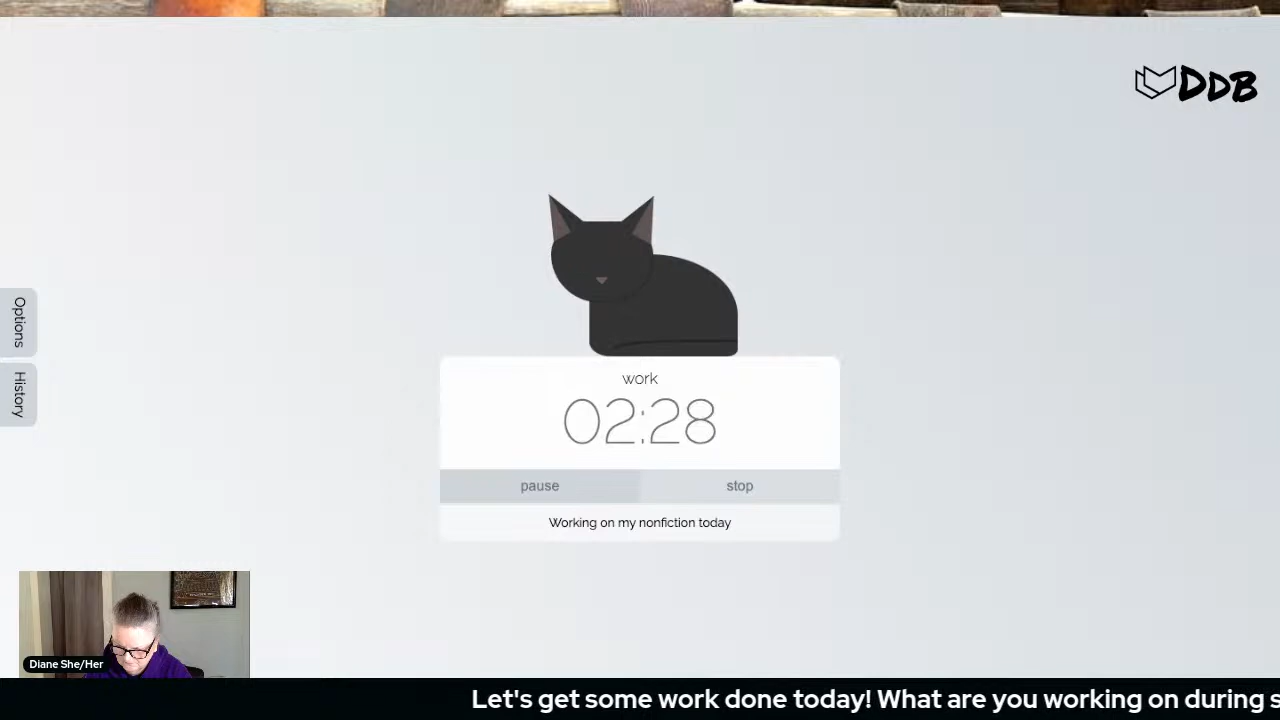 DDB
Options
History
work
02:28
pause
stop
Working on my nonfiction today
Diane She/Her
Let's get some work done today! What are you working on during s